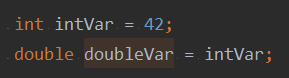 int intVar = 42;
double doubleVar = intVar;